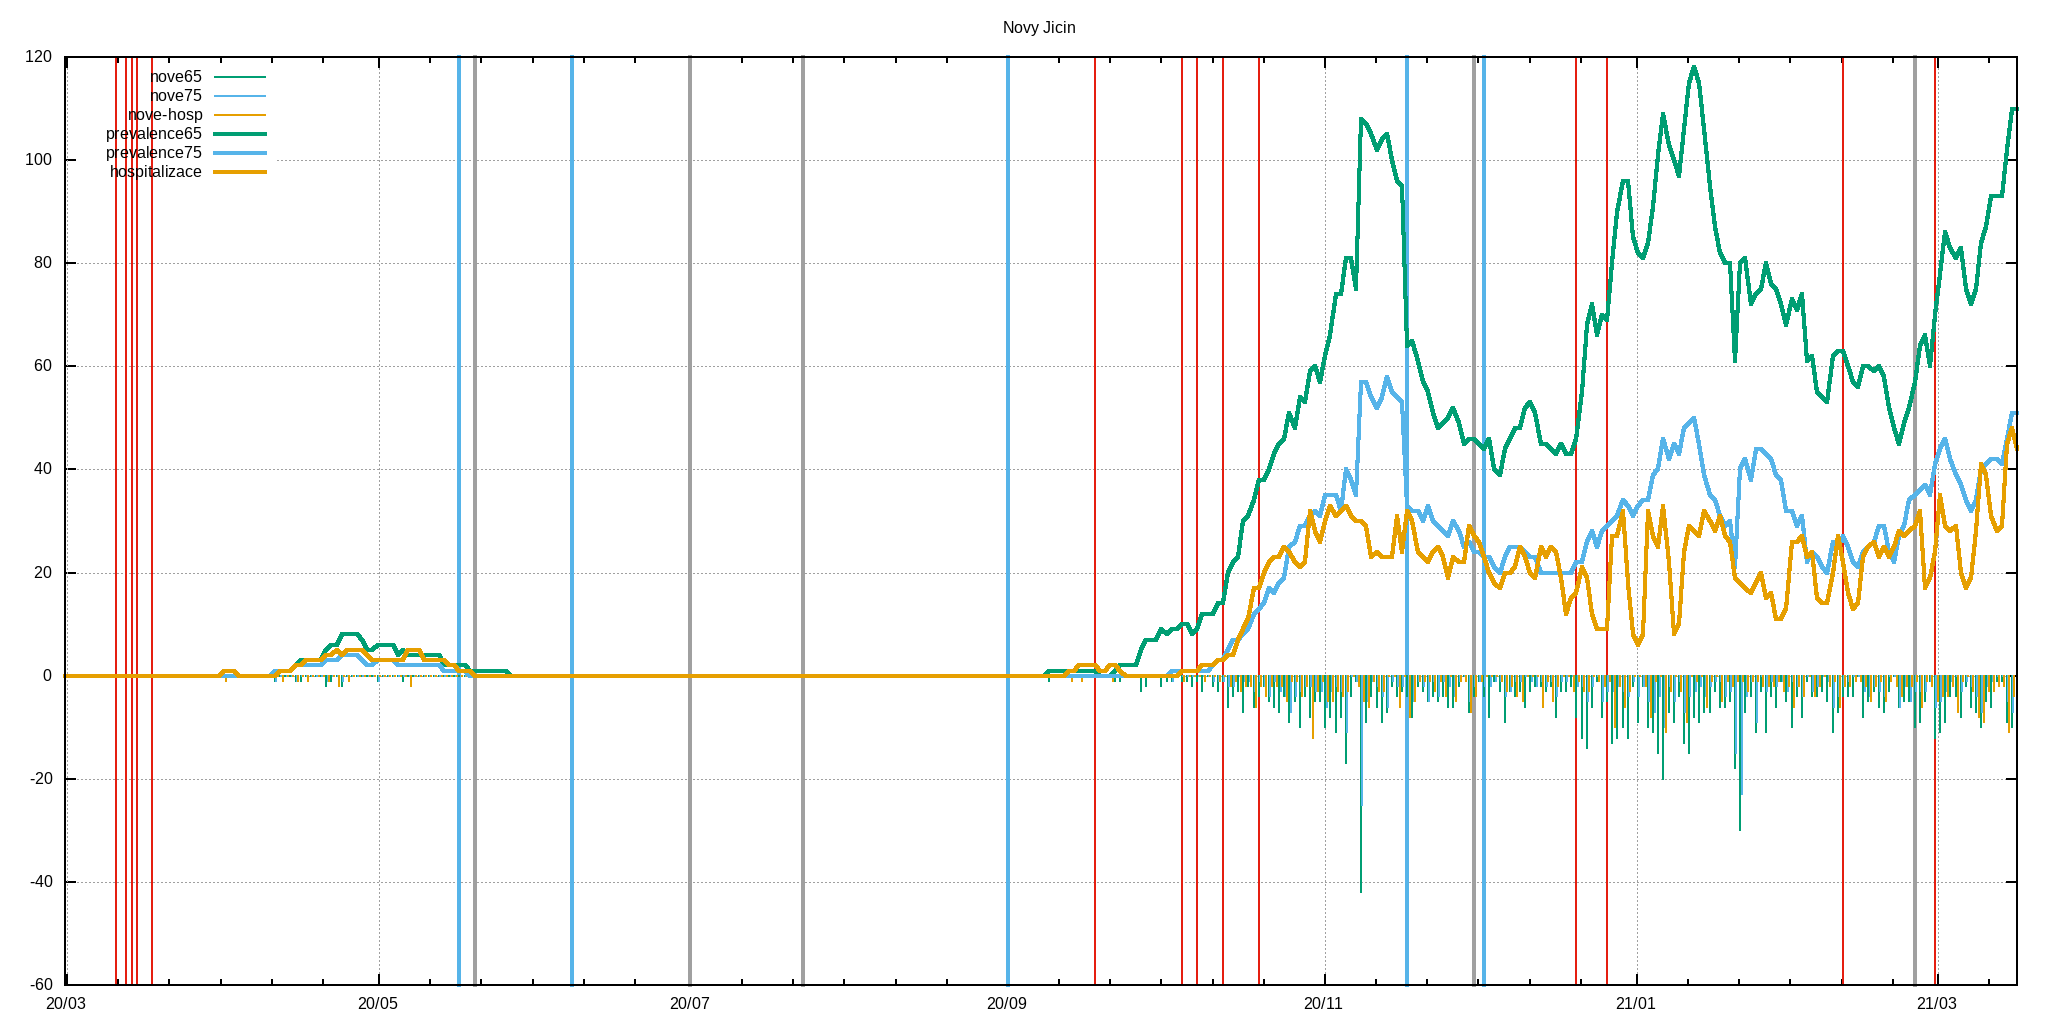 Novy Jicin
120
nove65
nove75
nove-hosp
prevalence65
prevalence75
hospitalizace
100
80
60
40
20
0
-20
-40
-60
20/03 20/05 20/07 20/09 20/11 21/01 21/03